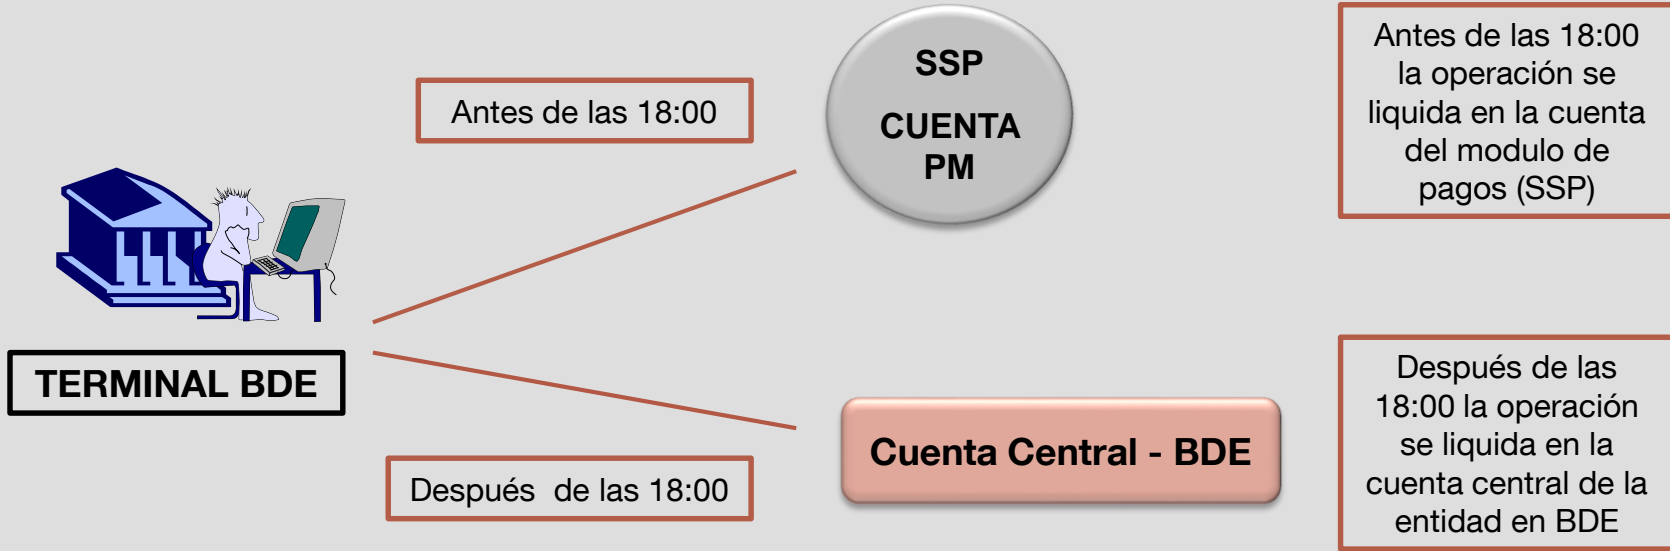 SSP
CUENTA
PM
Antes de las 18:00
Antes de las 18:00
la operación se
liquida en la cuenta
del modulo de
pagos (SSP)
TERMINAL BDE
Cuenta Central - BDE
Después  de las 18:00
Después de las
18:00 la operación
se liquida en la
cuenta central de la
entidad en BDE